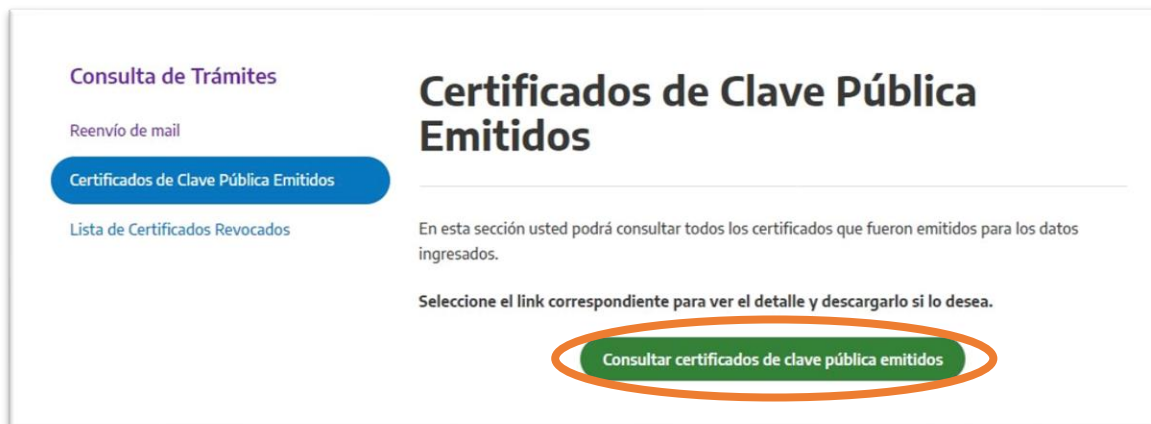 Consulta de Trámites
Reenvío de mail
Certificados de Clave Pública Emitidos
Lista de Certificados Revocados
Certificados de Clave Pública
Emitidos
En esta sección usted podrá consultar todos los certificados que fueron emitidos para los datos
ingresados.
Seleccione el link correspondiente para ver el detalle y descargarlo si lo desea.
Consultar certificados de clave pública emitidos